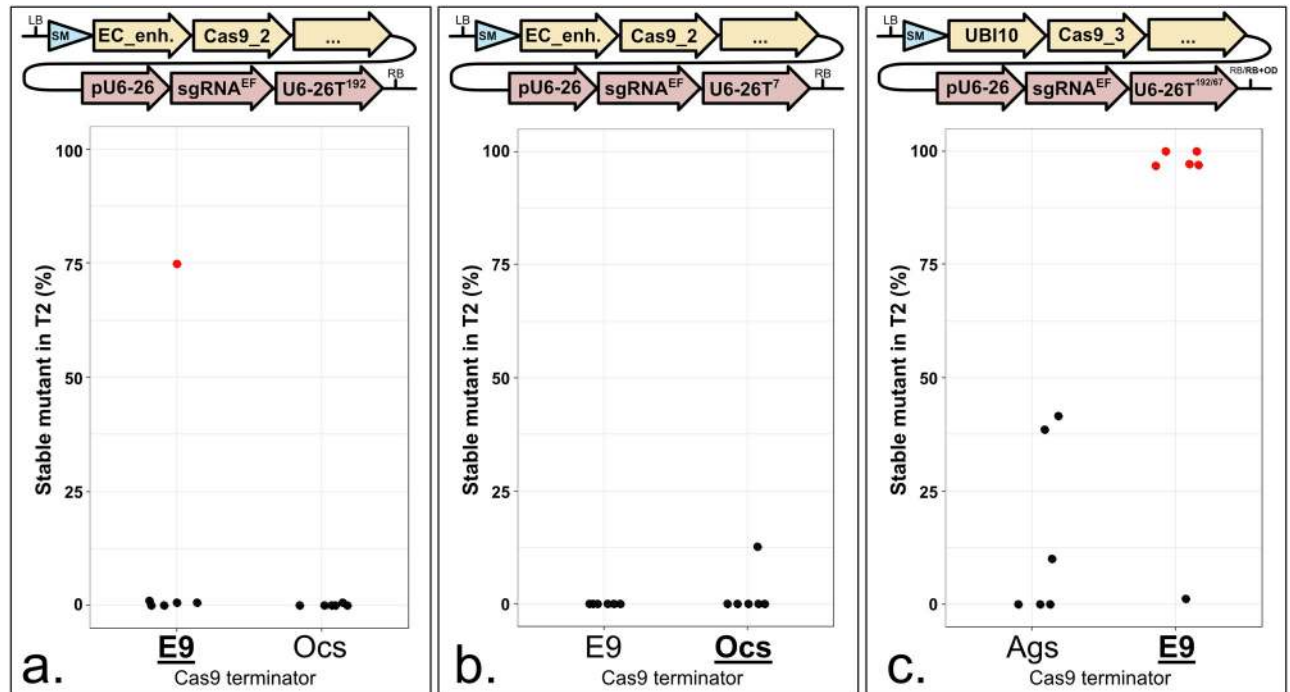 LB SM EC_enh. Cas9_2 ...
pU6-26 sgRNA^EF U6-26T^192 RB
Stable mutant in T2 (%)
100
75
50
25
0
E9 Ocs
a. Cas9 terminator
LB SM EC_enh. Cas9_2 ...
pU6-26 sgRNA^EF U6-26T^7 RB
Stable mutant in T2 (%)
100
75
50
25
0
E9 Ocs
b. Cas9 terminator
LB SM UBI10 Cas9_3 ...
pU6-26 sgRNA^EF U6-26T^192/67 RB/RB+OD
Stable mutant in T2 (%)
100
75
50
25
0
Ags E9
c. Cas9 terminator